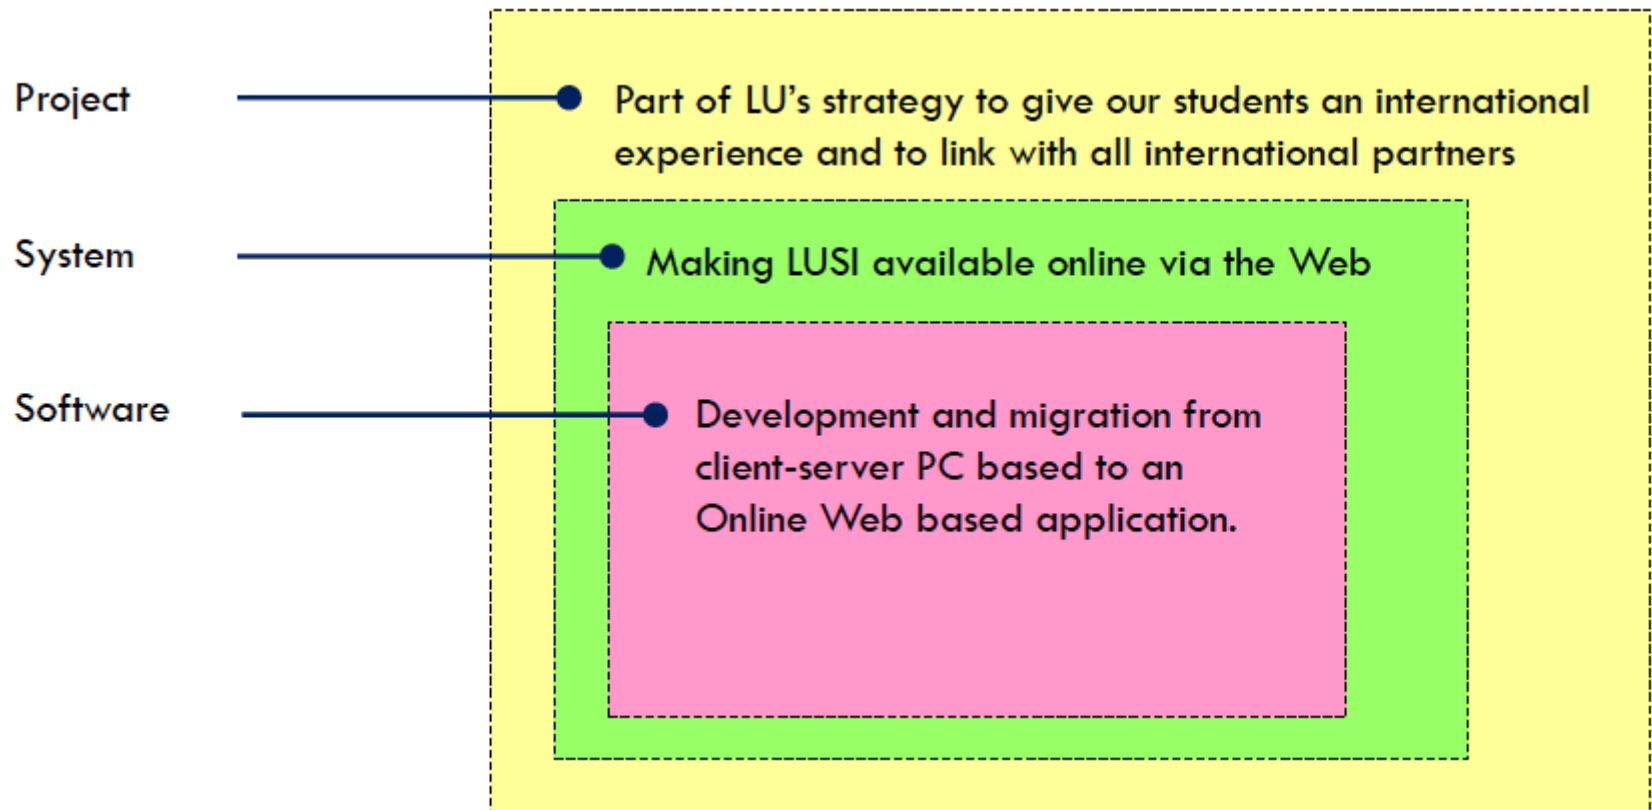 Project
Part of LU's strategy to give our students an international
experience and to link with all international partners
System
Making LUSI available online via the Web
Software
Development and migration from
client-server PC based to an
Online Web based application.